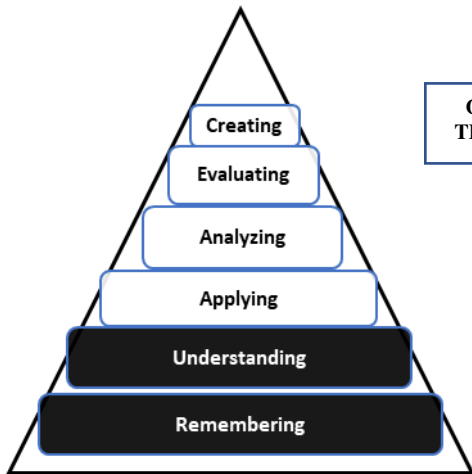 Creating
Evaluating
Analyzing
Applying
Understanding
Remembering